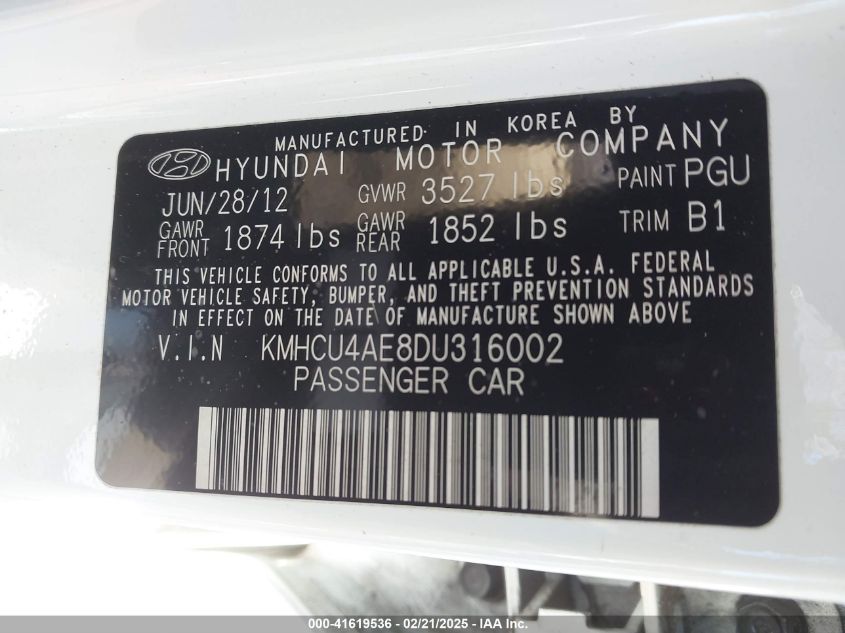 MANUFACTURED IN KOREA BY
HYUNDAI MOTOR COMPANY
JUN/28/12 GVWR 3527 lbs PAINT PGU
GAWR FRONT 1874 lbs GAWR REAR 1852 lbs TRIM B1
THIS VEHICLE CONFORMS TO ALL APPLICABLE U.S.A. FEDERAL
MOTOR VEHICLE SAFETY, BUMPER, AND THEFT PREVENTION STANDARDS
IN EFFECT ON THE DATE OF MANUFACTURE SHOWN ABOVE
V.I.N KMHCU4AE8DU316002
PASSENGER CAR
000-41619536 - 02/21/2025 - IAA Inc.